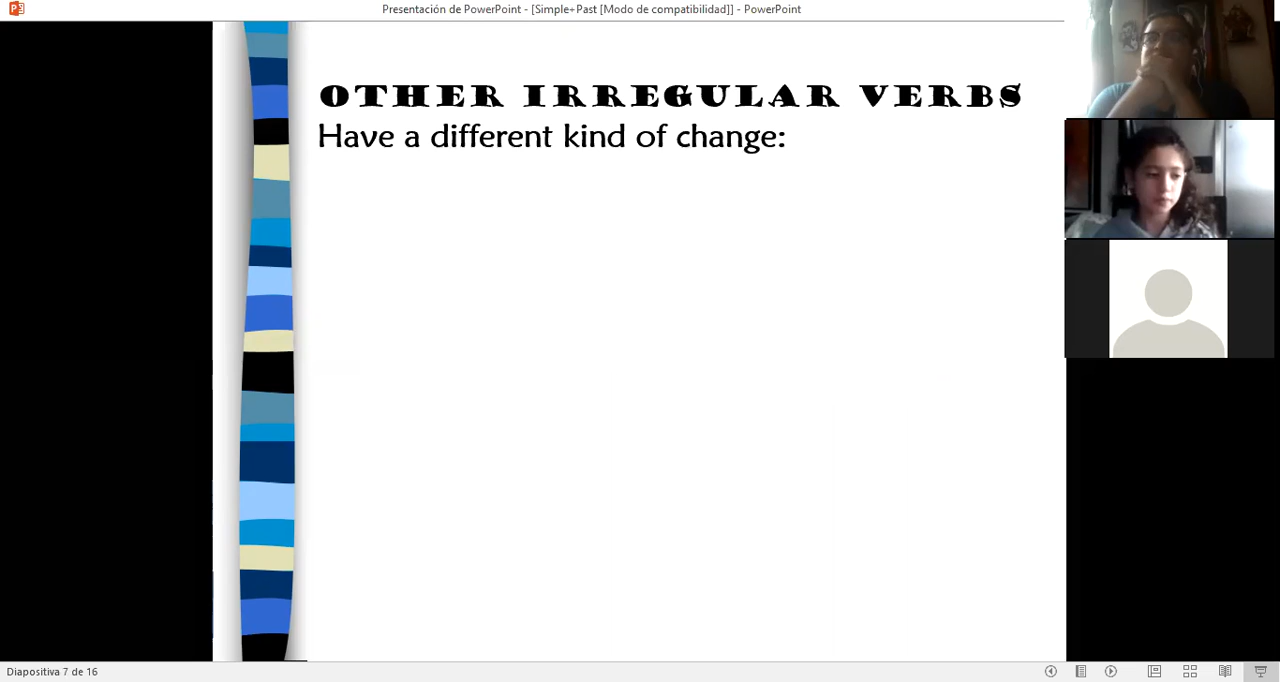 Presentación de PowerPoint - [Simple+Past [Modo de compatibilidad]] - PowerPoint
OTHER IRREGULAR VERBS
Have a different kind of change:
Diapositiva 7 de 16